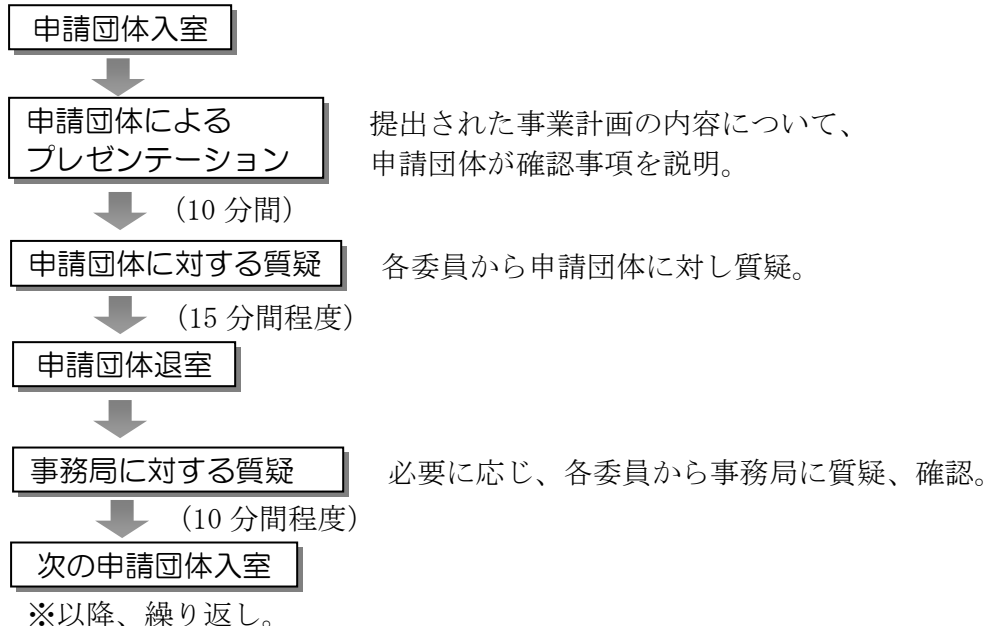 申請団体入室
申請団体による
プレゼンテーション
提出された事業計画の内容について、
申請団体が確認事項を説明。
(10 分間)
申請団体に対する質疑
各委員から申請団体に対し質疑。
(15 分間程度)
申請団体退室
事務局に対する質疑
必要に応じ、各委員から事務局に質疑、確認。
(10 分間程度)
次の申請団体入室
※以降、繰り返し。